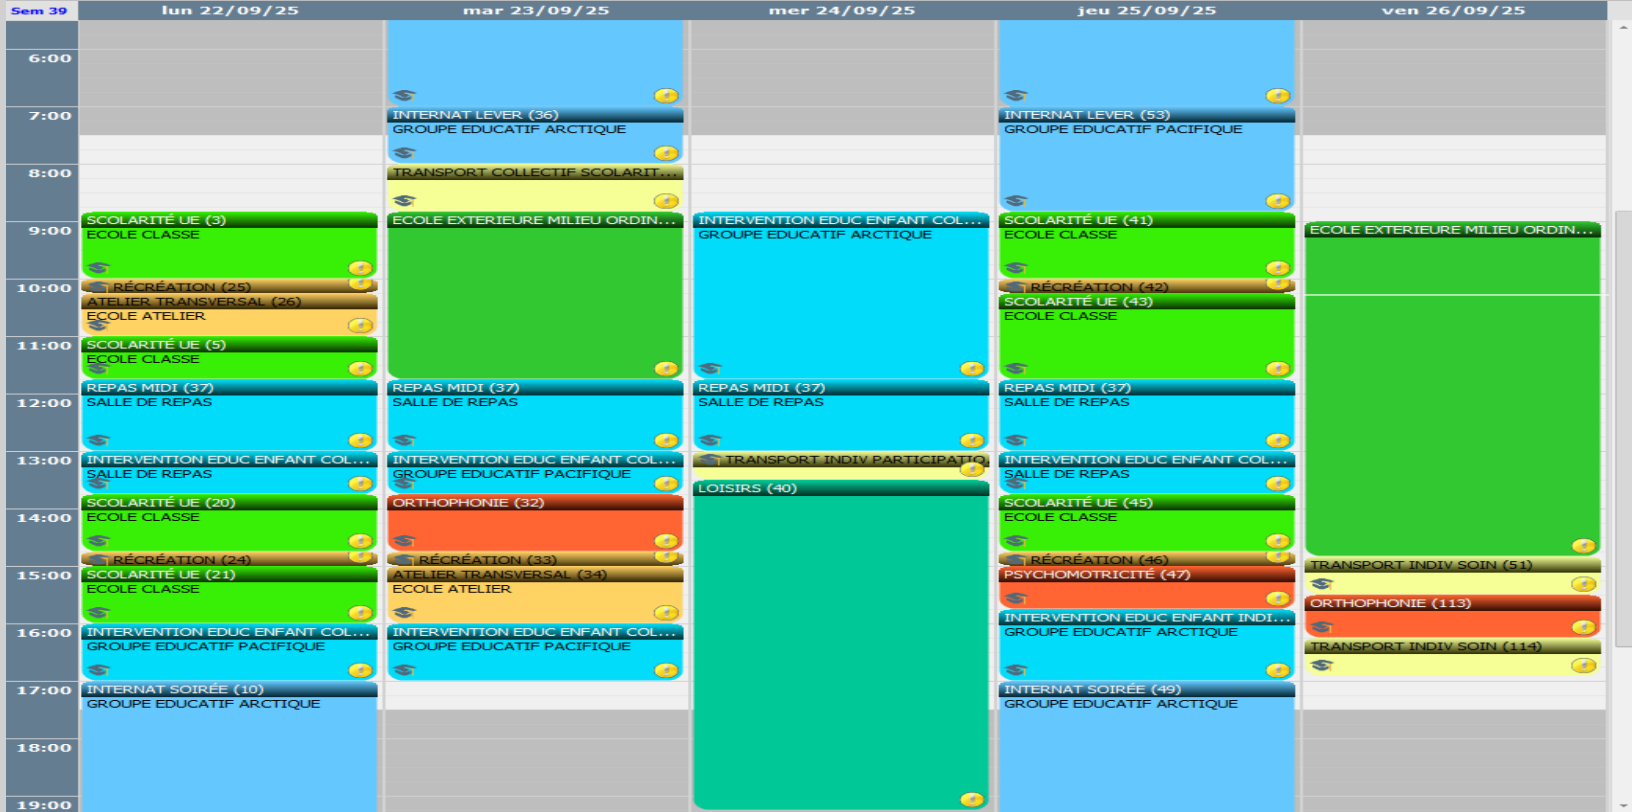 Sem 39
lun 22/09/25
mar 23/09/25
mer 24/09/25
jeu 25/09/25
ven 26/09/25
6:00
7:00
8:00
9:00
10:00
11:00
12:00
13:00
14:00
15:00
16:00
17:00
18:00
19:00
SCOLARITÉ UE (3)
ECOLE CLASSE
RÉCRÉATION (25)
ATELIER TRANSVERSAL (26)
ECOLE ATELIER
SCOLARITÉ UE (5)
ECOLE CLASSE
REPAS MIDI (37)
SALLE DE REPAS
INTERVENTION EDUC ENFANT COL...
SALLE DE REPAS
SCOLARITÉ UE (20)
ECOLE CLASSE
RÉCRÉATION (24)
SCOLARITÉ UE (21)
ECOLE CLASSE
INTERVENTION EDUC ENFANT COL...
GROUPE EDUCATIF PACIFIQUE
INTERNAT SOIRÉE (10)
GROUPE EDUCATIF ARCTIQUE
INTERNAT LEVER (36)
GROUPE EDUCATIF ARCTIQUE
TRANSPORT COLLECTIF SCOLARIT...
ECOLE EXTERIEURE MILIEU ORDIN...
REPAS MIDI (37)
SALLE DE REPAS
INTERVENTION EDUC ENFANT COL...
GROUPE EDUCATIF PACIFIQUE
ORTHOPHONIE (32)
RÉCRÉATION (33)
ATELIER TRANSVERSAL (34)
ECOLE ATELIER
INTERVENTION EDUC ENFANT COL...
GROUPE EDUCATIF PACIFIQUE
INTERVENTION EDUC ENFANT COL...
GROUPE EDUCATIF ARCTIQUE
REPAS MIDI (37)
SALLE DE REPAS
TRANSPORT INDIV PARTICIPATIO
LOISIRS (40)
INTERNAT LEVER (53)
GROUPE EDUCATIF PACIFIQUE
SCOLARITÉ UE (41)
ECOLE CLASSE
RÉCRÉATION (42)
SCOLARITÉ UE (43)
ECOLE CLASSE
REPAS MIDI (37)
SALLE DE REPAS
INTERVENTION EDUC ENFANT COL...
SALLE DE REPAS
SCOLARITÉ UE (45)
ECOLE CLASSE
RÉCRÉATION (46)
PSYCHOMOTRICITÉ (47)
INTERVENTION EDUC ENFANT INDI...
GROUPE EDUCATIF ARCTIQUE
INTERNAT SOIRÉE (49)
GROUPE EDUCATIF ARCTIQUE
ECOLE EXTERIEURE MILIEU ORDIN...
TRANSPORT INDIV SOIN (51)
ORTHOPHONIE (113)
TRANSPORT INDIV SOIN (114)